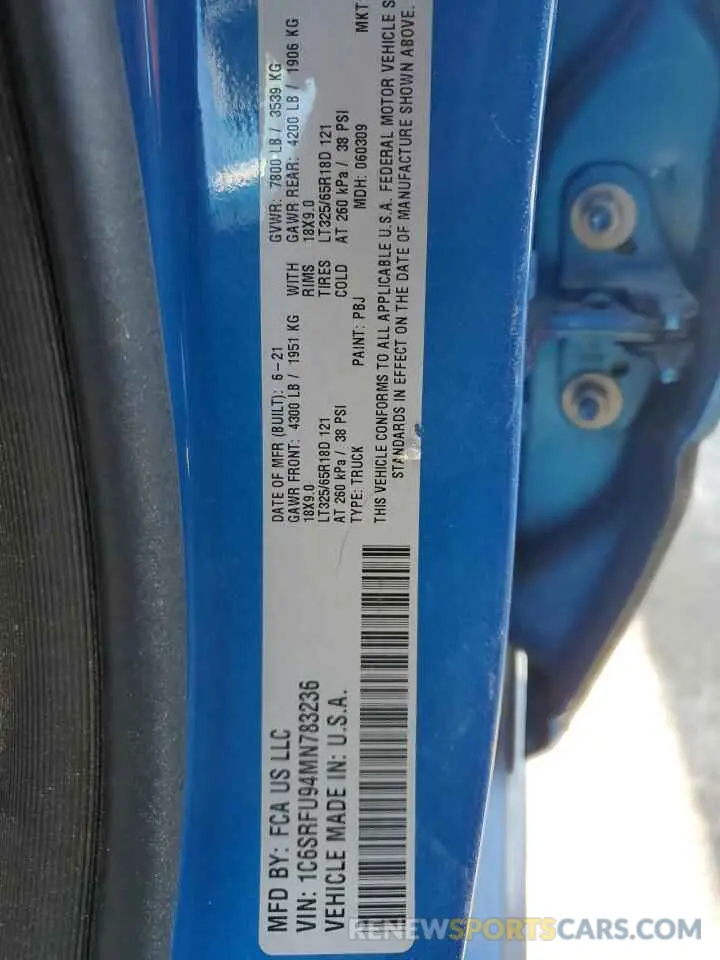 MFD BY: FCA US LLC
VIN: 1C6SRFU94MN783236
VEHICLE MADE IN: U.S.A.
DATE OF MFR (BUILT): 6-21
GVWR: 7800 LB / 3539 KG
GAWR FRONT: 4300 LB / 1951 KG WITH
GAWR REAR: 4200 LB / 1906 KG
18X9.0 RIMS 18X9.0
LT325/65R18D 121 TIRES LT325/65R18D 121
AT 260 kPa / 38 PSI COLD AT 260 kPa / 38 PSI
TYPE: TRUCK PAINT: PBJ MDH: 060309 MKT:
THIS VEHICLE CONFORMS TO ALL APPLICABLE U.S.A. FEDERAL MOTOR VEHICLE S
STANDARDS IN EFFECT ON THE DATE OF MANUFACTURE SHOWN ABOVE.
RENEWSPORTSCARS.COM